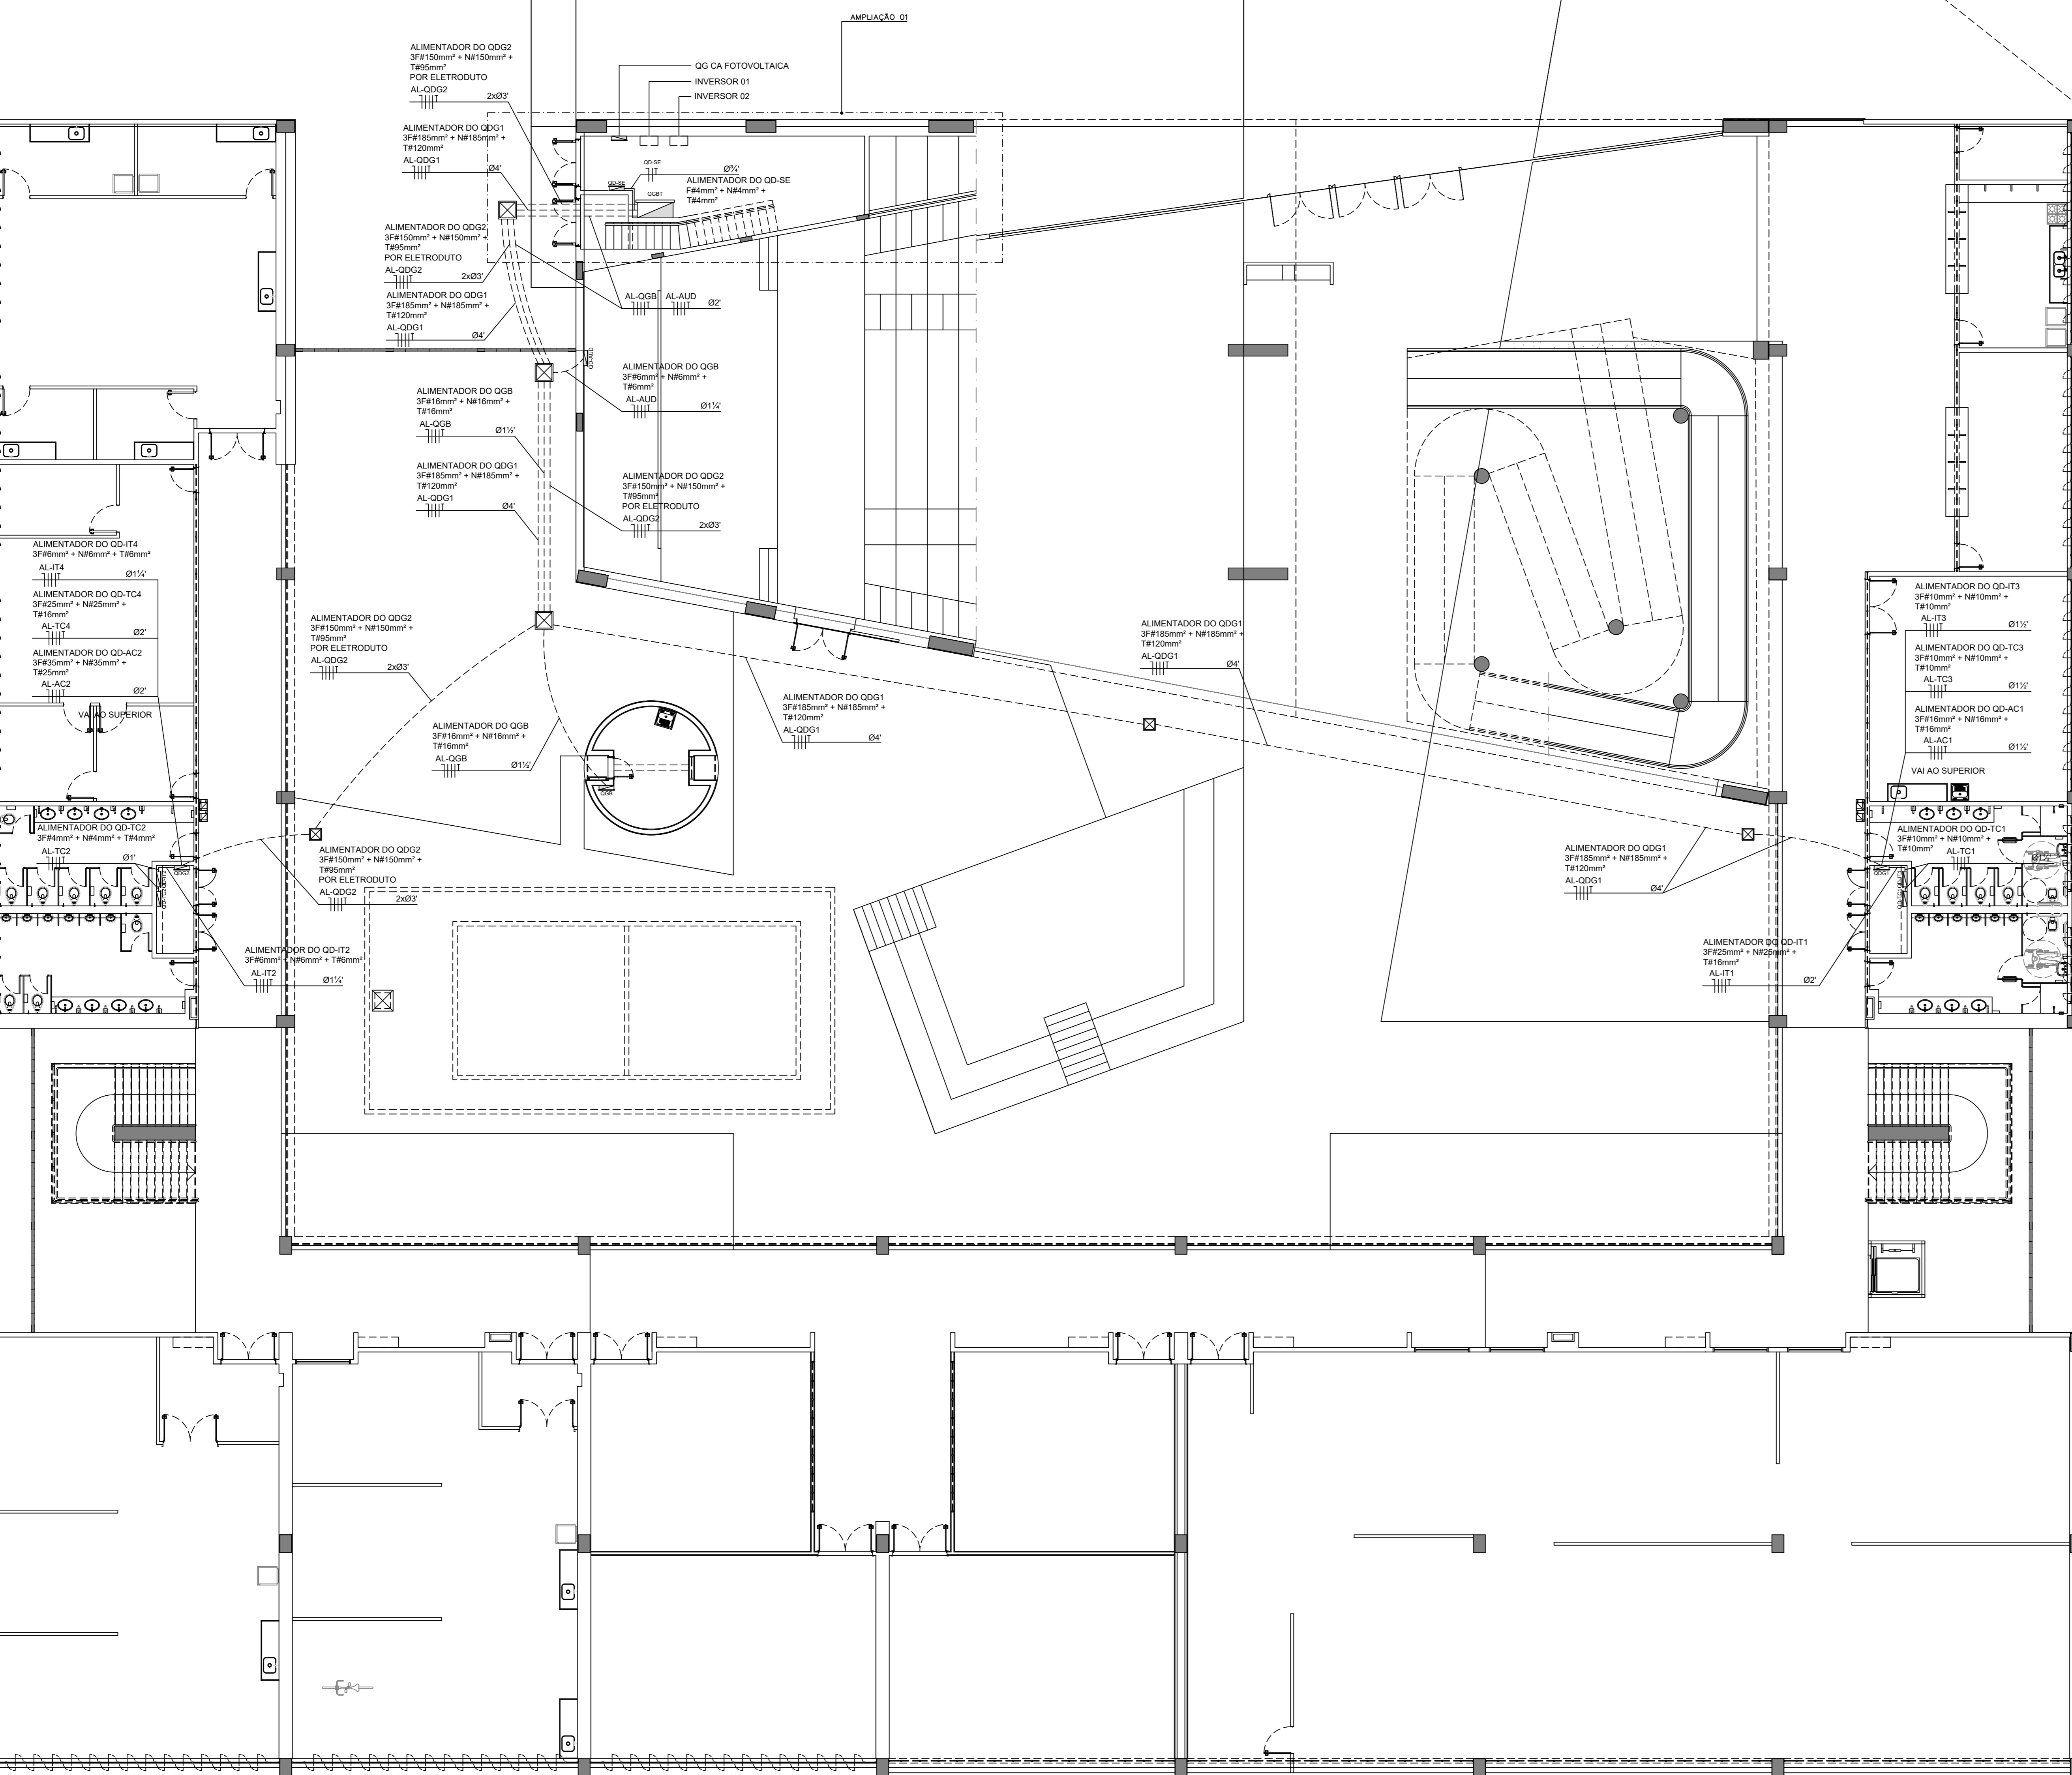 AMPLIAÇÃO 01
ALIMENTADOR DO QDG2
3F#150mm² + N#150mm² +
T#95mm²
POR ELETRODUTO
AL-QDG2
2xØ3'
QG CA FOTOVOLTAICA
INVERSOR 01
INVERSOR 02
ALIMENTADOR DO QDG1
3F#185mm² + N#185mm² +
T#120mm²
AL-QDG1
Ø4'
QD-SE
Ø¾'
ALIMENTADOR DO QD-SE
F#4mm² + N#4mm² +
T#4mm²
QD-SE
QGBT
ALIMENTADOR DO QDG2
3F#150mm² + N#150mm² +
T#95mm²
POR ELETRODUTO
AL-QDG2
2xØ3'
ALIMENTADOR DO QDG1
3F#185mm² + N#185mm² +
T#120mm²
AL-QDG1
Ø4'
AL-QGB AL-AUD
Ø2'
QD-AUD
ALIMENTADOR DO QGB
3F#6mm² + N#6mm² +
T#6mm²
AL-AUD
Ø1¼'
ALIMENTADOR DO QGB
3F#16mm² + N#16mm² +
T#16mm²
AL-QGB
Ø1½'
ALIMENTADOR DO QDG1
3F#185mm² + N#185mm² +
T#120mm²
AL-QDG1
Ø4'
ALIMENTADOR DO QDG2
3F#150mm² + N#150mm² +
T#95mm²
POR ELETRODUTO
AL-QDG2
2xØ3'
ALIMENTADOR DO QD-IT4
3F#6mm² + N#6mm² + T#6mm²
AL-IT4
Ø1¼'
ALIMENTADOR DO QD-TC4
3F#25mm² + N#25mm² +
T#16mm²
AL-TC4
Ø2'
ALIMENTADOR DO QD-AC2
3F#35mm² + N#35mm² +
T#25mm²
AL-AC2
Ø2'
VAI AO SUPERIOR
ALIMENTADOR DO QDG2
3F#150mm² + N#150mm² +
T#95mm²
POR ELETRODUTO
AL-QDG2
2xØ3'
ALIMENTADOR DO QGB
3F#16mm² + N#16mm² +
T#16mm²
AL-QGB
Ø1½'
QGB
ALIMENTADOR DO QDG1
3F#185mm² + N#185mm² +
T#120mm²
AL-QDG1
Ø4'
ALIMENTADOR DO QDG1
3F#185mm² + N#185mm² +
T#120mm²
AL-QDG1
Ø4'
ALIMENTADOR DO QD-IT3
3F#10mm² + N#10mm² +
T#10mm²
AL-IT3
Ø1½'
ALIMENTADOR DO QD-TC3
3F#10mm² + N#10mm² +
T#10mm²
AL-TC3
Ø1½'
ALIMENTADOR DO QD-AC1
3F#16mm² + N#16mm² +
T#16mm²
AL-AC1
Ø1½'
VAI AO SUPERIOR
ALIMENTADOR DO QD-TC2
3F#4mm² + N#4mm² + T#4mm²
AL-TC2
Ø1'
QDG2
ALIMENTADOR DO QDG2
3F#150mm² + N#150mm² +
T#95mm²
POR ELETRODUTO
AL-QDG2
2xØ3'
ALIMENTADOR DO QDG1
3F#185mm² + N#185mm² +
T#120mm²
AL-QDG1
Ø4'
ALIMENTADOR DO QD-TC1
3F#10mm² + N#10mm² +
T#10mm²
AL-TC1
Ø1½'
QDG1
ALIMENTADOR DO QD-IT2
3F#6mm² + N#6mm² + T#6mm²
AL-IT2
Ø1¼'
ALIMENTADOR DO QD-IT1
3F#25mm² + N#25mm² +
T#16mm²
AL-IT1
Ø2'